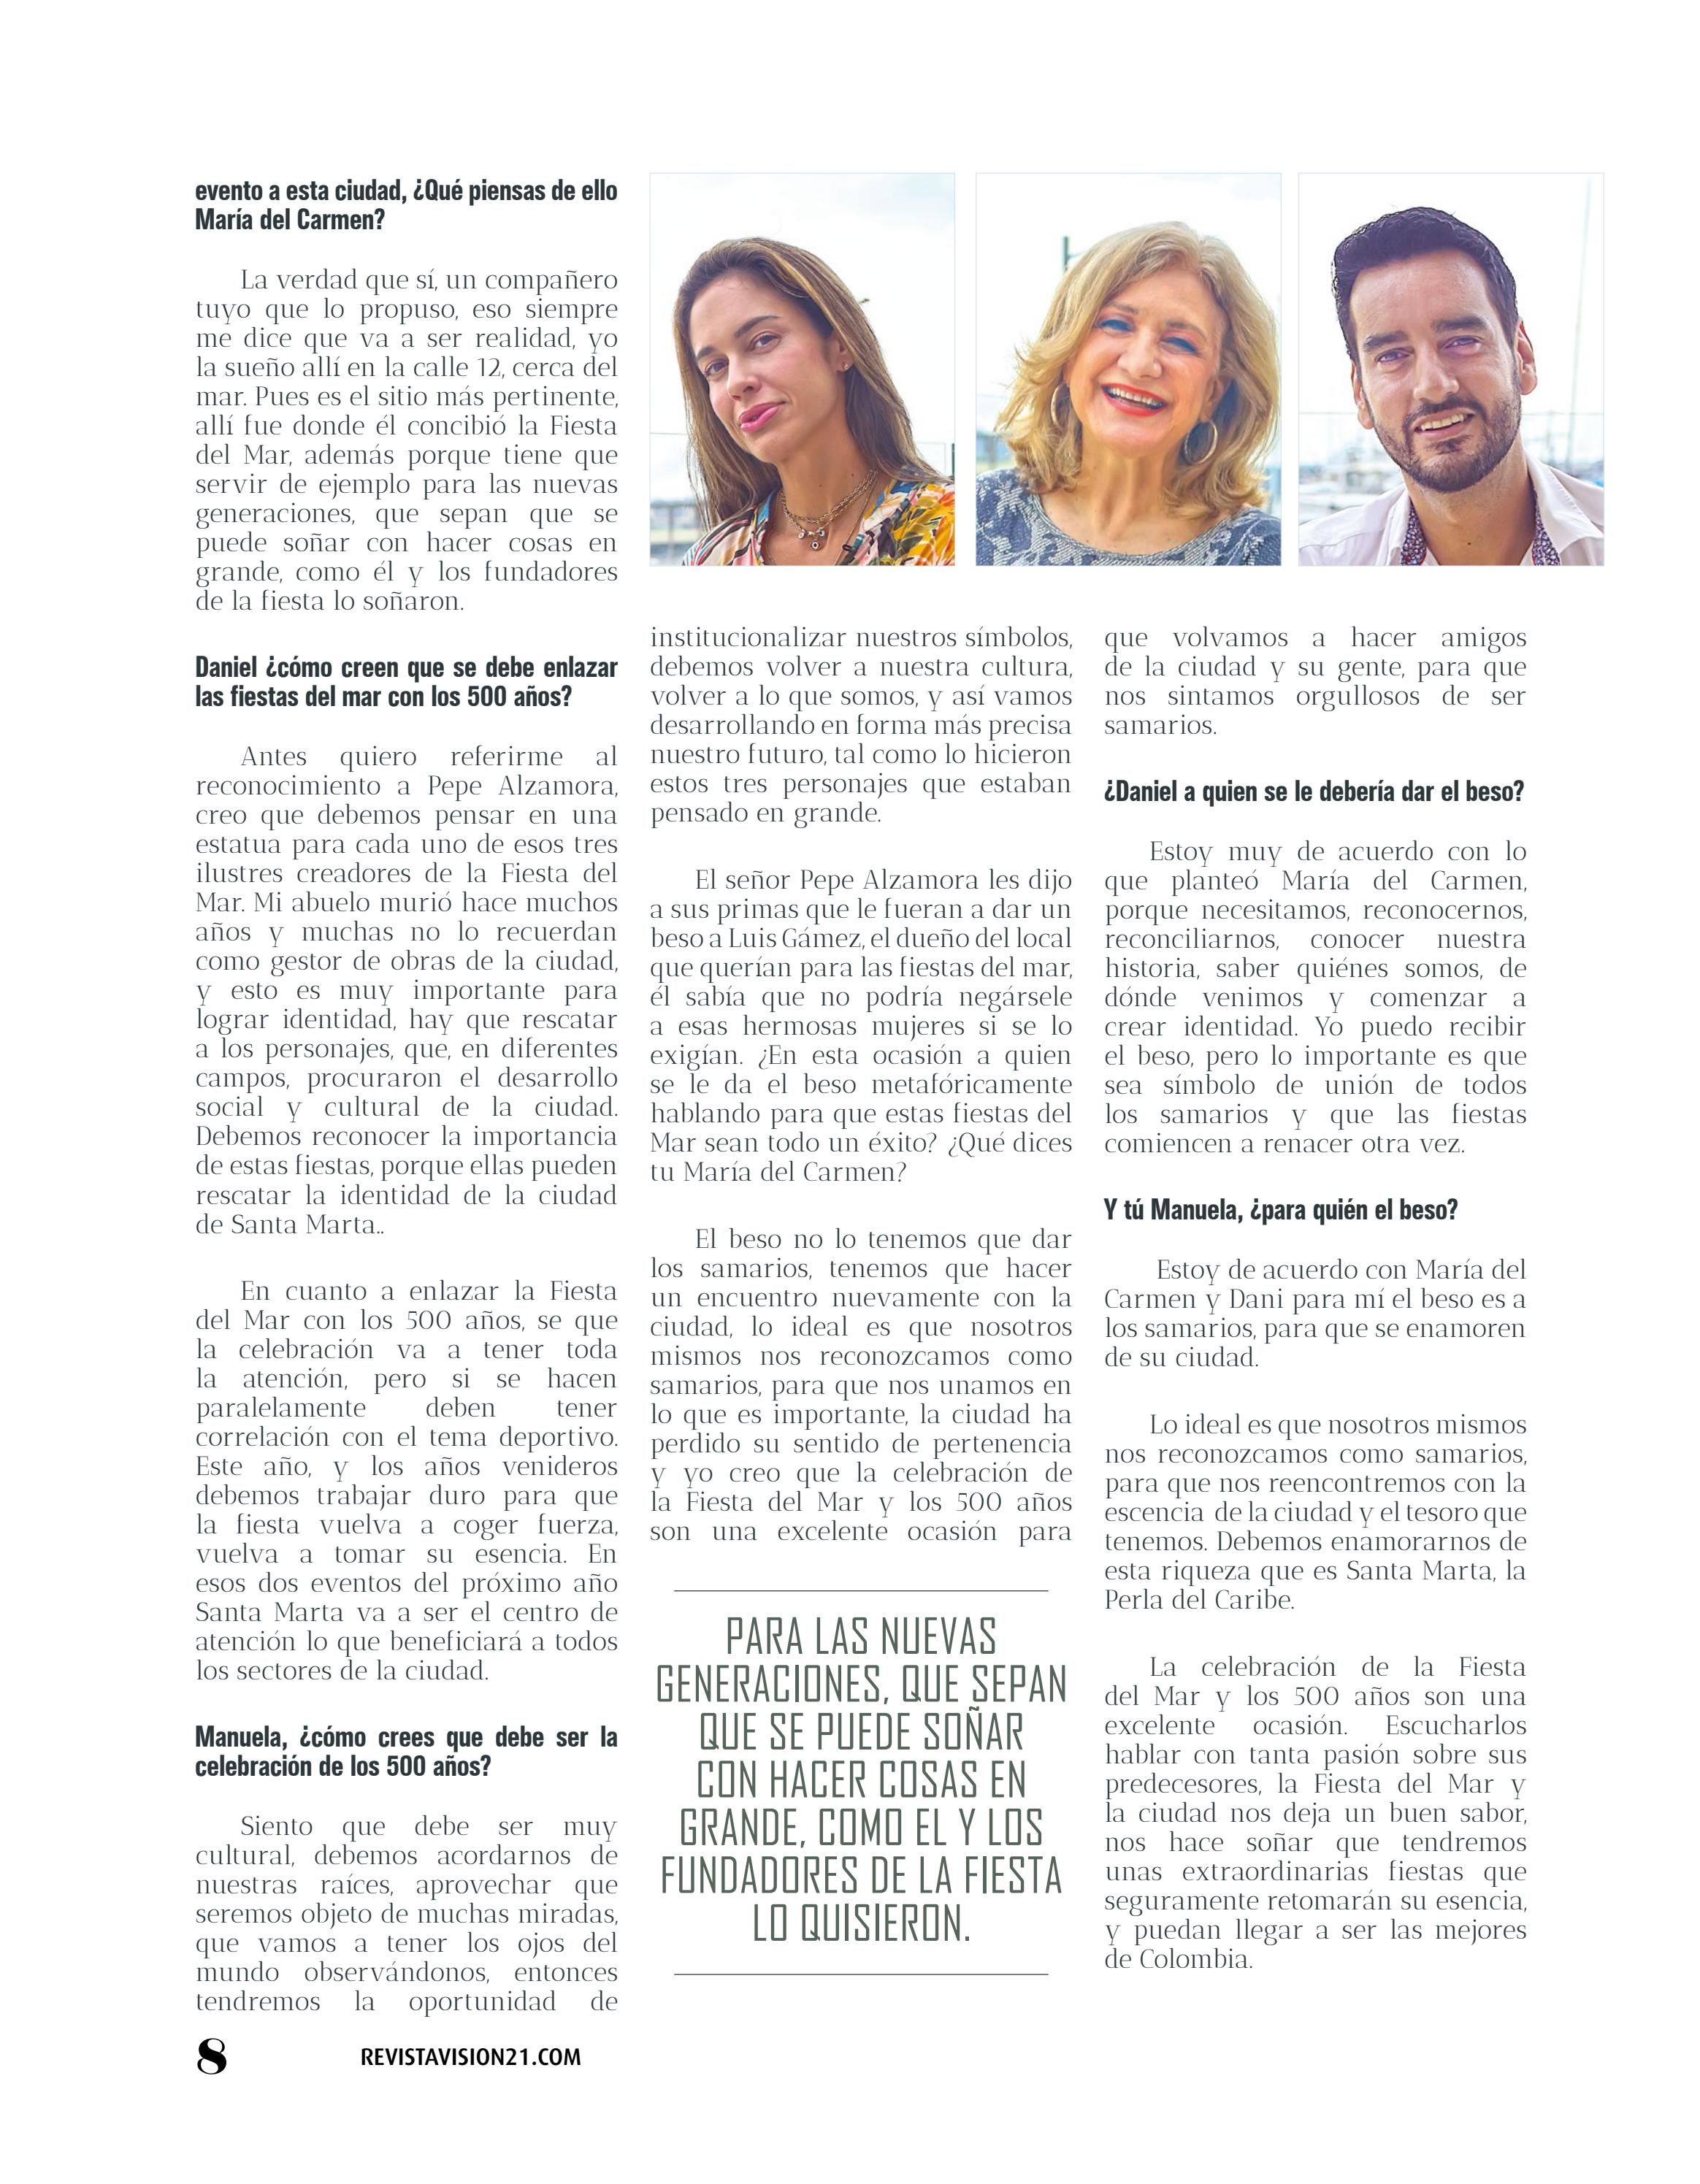 evento a esta ciudad, ¿Qué piensas de ello
María del Carmen?
La verdad que sí, un compañero
tuyo que lo propuso, eso siempre
me dice que va a ser realidad, yo
la sueño allí en la calle 12, cerca del
mar. Pues es el sitio más pertinente,
allí fue donde él concibió la Fiesta
del Mar, además porque tiene que
servir de ejemplo para las nuevas
generaciones, que sepan que se
puede soñar con hacer cosas en
grande, como él y los fundadores
de la fiesta lo soñaron.
Daniel ¿cómo creen que se debe enlazar
las fiestas del mar con los 500 años?
Antes quiero referirme al
reconocimiento a Pepe Alzamora,
creo que debemos pensar en una
estatua para cada uno de esos tres
ilustres creadores de la Fiesta del
Mar. Mi abuelo murió hace muchos
años y muchas no lo recuerdan
como gestor de obras de la ciudad,
y esto es muy importante para
lograr identidad, hay que rescatar
a los personajes, que, en diferentes
campos, procuraron el desarrollo
social y cultural de la ciudad.
Debemos reconocer la importancia
de estas fiestas, porque ellas pueden
rescatar la identidad de la ciudad
de Santa Marta..
En cuanto a enlazar la Fiesta
del Mar con los 500 años, se que
la celebración va a tener toda
la atención, pero si se hacen
paralelamente deben tener
correlación con el tema deportivo.
Este año, y los años venideros
debemos trabajar duro para que
la fiesta vuelva a coger fuerza,
vuelva a tomar su esencia. En
esos dos eventos del próximo año
Santa Marta va a ser el centro de
atención lo que beneficiará a todos
los sectores de la ciudad.
Manuela, ¿cómo crees que debe ser la
celebración de los 500 años?
Siento que debe ser muy
cultural, debemos acordarnos de
nuestras raíces, aprovechar que
seremos objeto de muchas miradas,
que vamos a tener los ojos del
mundo observándonos, entonces
tendremos la oportunidad de
institucionalizar nuestros símbolos,
debemos volver a nuestra cultura,
volver a lo que somos, y así vamos
desarrollando en forma más precisa
nuestro futuro, tal como lo hicieron
estos tres personajes que estaban
pensado en grande.
El señor Pepe Alzamora les dijo
a sus primas que le fueran a dar un
beso a Luis Gámez, el dueño del local
que querían para las fiestas del mar,
él sabía que no podría negársele
a esas hermosas mujeres si se lo
exigían. ¿En esta ocasión a quien
se le da el beso metafóricamente
hablando para que estas fiestas del
Mar sean todo un éxito? ¿Qué dices
tu María del Carmen?
El beso no lo tenemos que dar
los samarios, tenemos que hacer
un encuentro nuevamente con la
ciudad, lo ideal es que nosotros
mismos nos reconozcamos como
samarios, para que nos unamos en
lo que es importante, la ciudad ha
perdido su sentido de pertenencia
y yo creo que la celebración de
la Fiesta del Mar y los 500 años
son una excelente ocasión para
PARA LAS NUEVAS
GENERACIONES, QUE SEPAN
QUE SE PUEDE SOÑAR
CON HACER COSAS EN
GRANDE, COMO EL Y LOS
FUNDADORES DE LA FIESTA
LO QUISIERON.
que volvamos a hacer amigos
de la ciudad y su gente, para que
nos sintamos orgullosos de ser
samarios.
¿Daniel a quien se le debería dar el beso?
Estoy muy de acuerdo con lo
que planteó María del Carmen,
porque necesitamos, reconocernos,
reconciliarnos, conocer nuestra
historia, saber quiénes somos, de
dónde venimos y comenzar a
crear identidad. Yo puedo recibir
el beso, pero lo importante es que
sea símbolo de unión de todos
los samarios y que las fiestas
comiencen a renacer otra vez.
Y tú Manuela, ¿para quién el beso?
Estoy de acuerdo con María del
Carmen y Dani para mí el beso es a
los samarios, para que se enamoren
de su ciudad.
Lo ideal es que nosotros mismos
nos reconozcamos como samarios,
para que nos reencontremos con la
escencia de la ciudad y el tesoro que
tenemos. Debemos enamorarnos de
esta riqueza que es Santa Marta, la
Perla del Caribe.
La celebración de la Fiesta
del Mar y los 500 años son una
excelente ocasión. Escucharlos
hablar con tanta pasión sobre sus
predecesores, la Fiesta del Mar y
la ciudad nos deja un buen sabor,
nos hace soñar que tendremos
unas extraordinarias fiestas que
seguramente retomarán su esencia,
y puedan llegar a ser las mejores
de Colombia.
8
REVISTAVISION21.COM